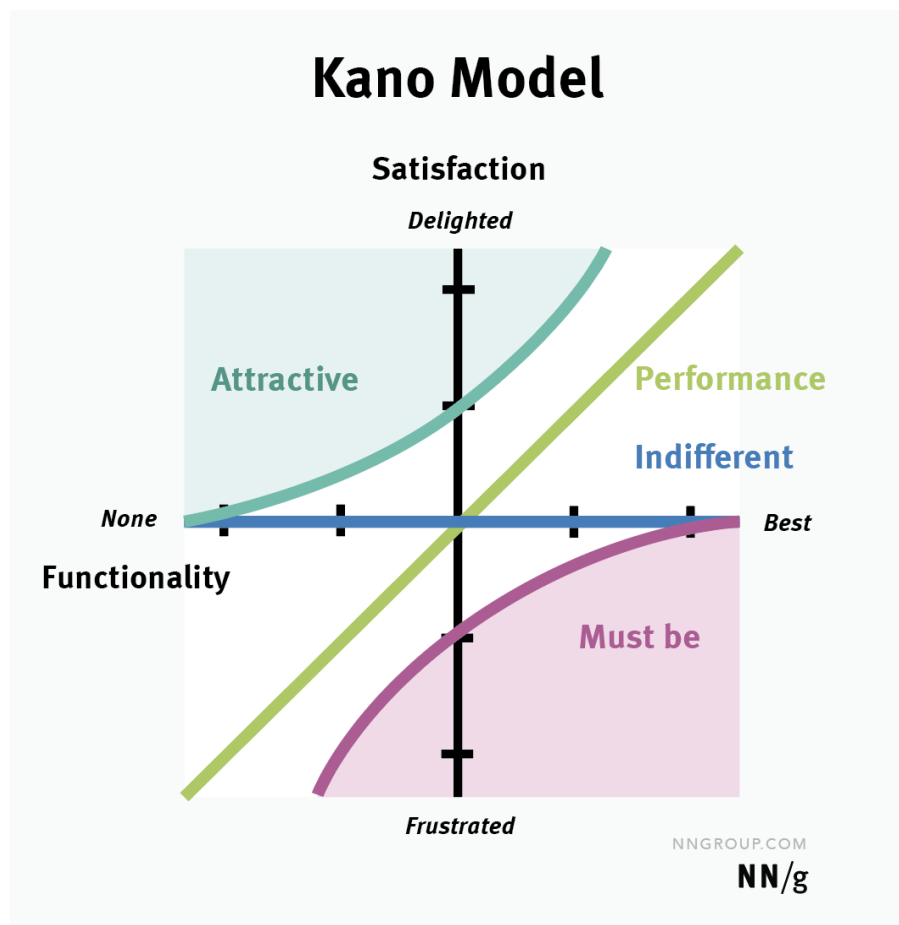 Kano Model
Satisfaction
Delighted
Attractive
Performance
Indifferent
None
Best
Functionality
Must be
Frustrated
NNGROUP.COM
NN/g